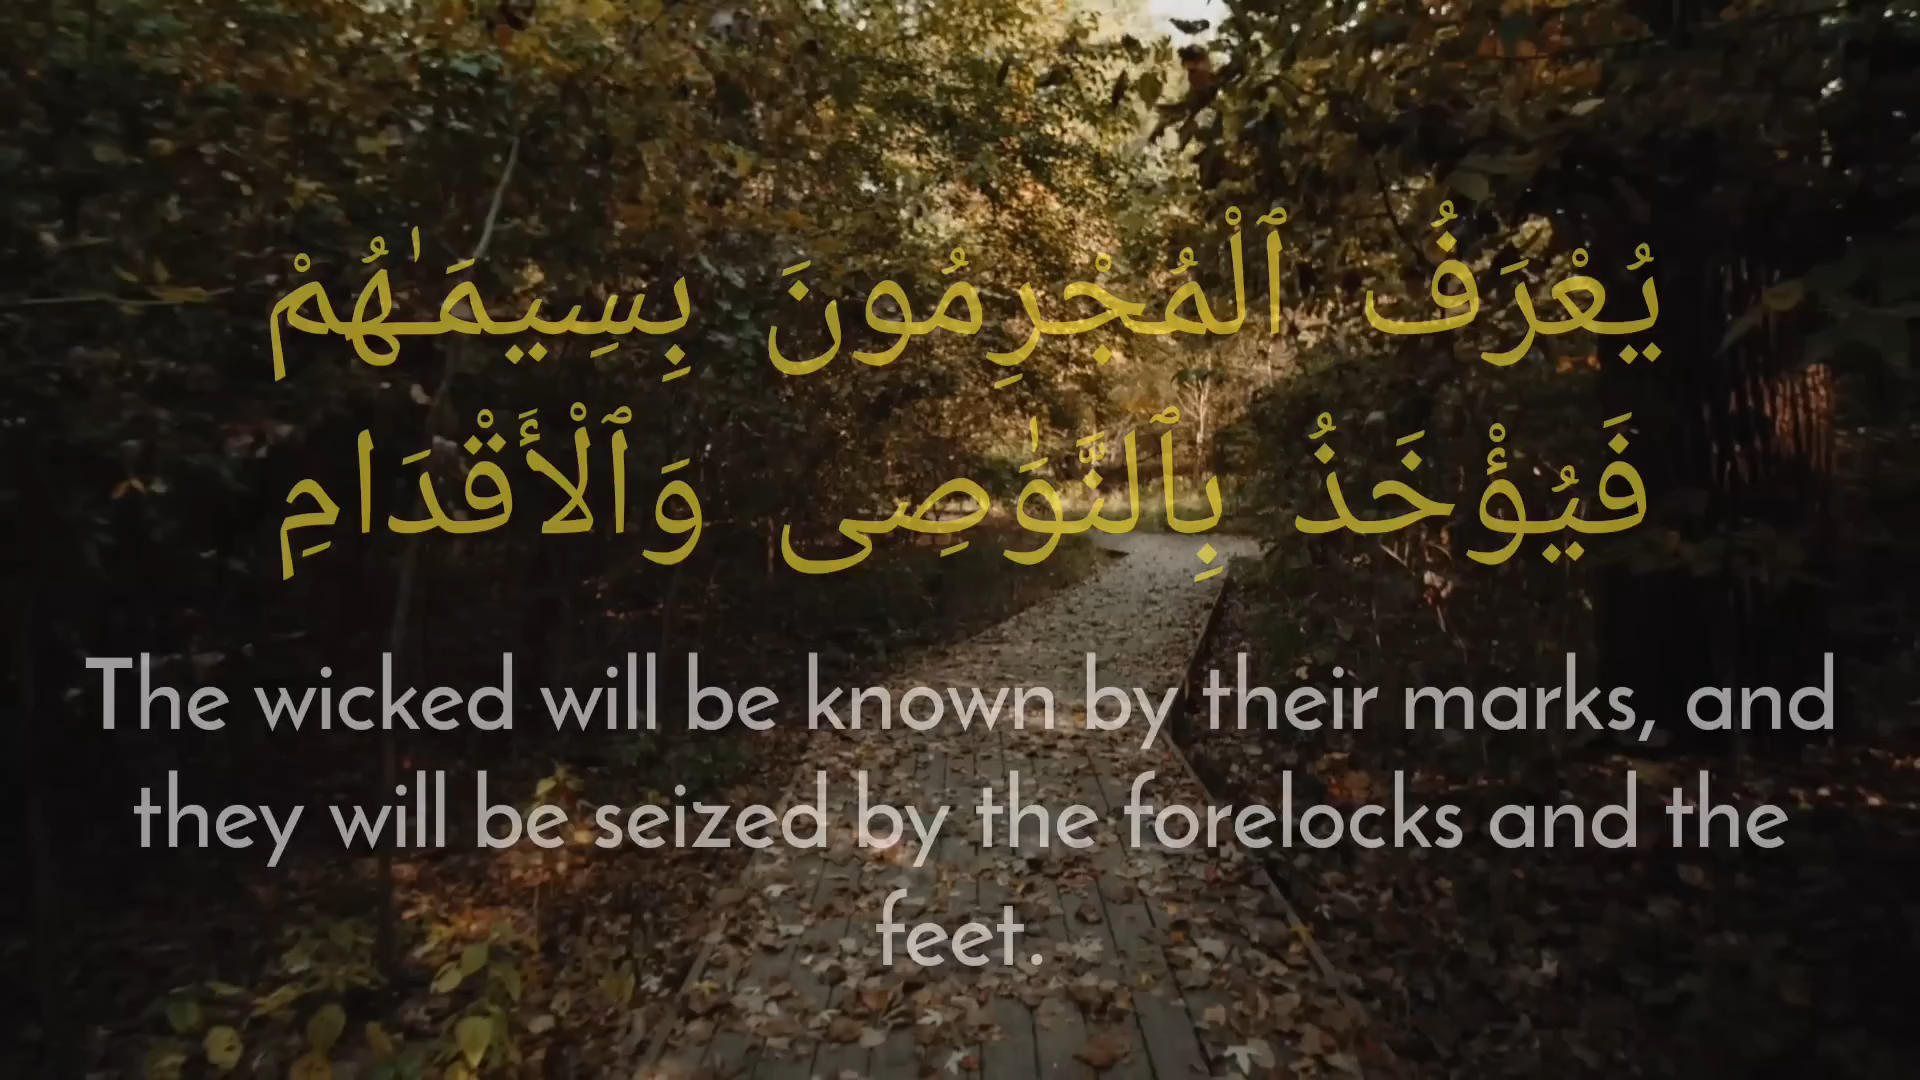 يُعْرَفُ ٱلْمُجْرِمُونَ بِسِيمَـٰهُمْ
فَيُؤْخَذُ بِٱلنَّوَٰصِى وَٱلْأَقْدَامِ
The wicked will be known by their marks, and
they will be seized by the forelocks and the
feet.